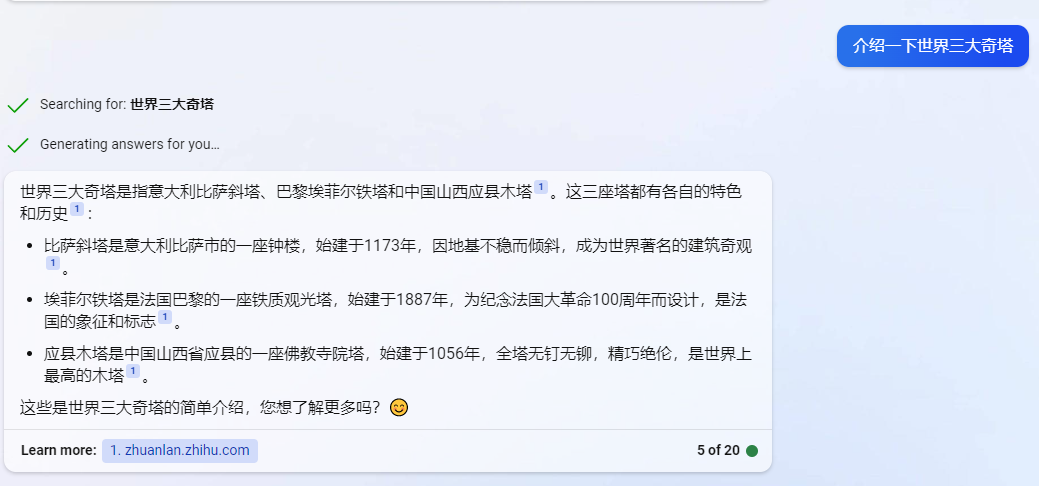 介绍一下世界三大奇塔
Searching for: 世界三大奇塔
Generating answers for you…
世界三大奇塔是指意大利比萨斜塔、巴黎埃菲尔铁塔和中国山西应县木塔1。这三座塔都有各自的特色
和历史1：
• 比萨斜塔是意大利比萨市的一座钟楼，始建于1173年，因地基不稳而倾斜，成为世界著名的建筑奇观
1。
• 埃菲尔铁塔是法国巴黎的一座铁质观光塔，始建于1887年，为纪念法国大革命100周年而设计，是法
国的象征和标志1。
• 应县木塔是中国山西省应县的一座佛教寺院塔，始建于1056年，全塔无钉无铆，精巧绝伦，是世界上
最高的木塔1。
这些是世界三大奇塔的简单介绍，您想了解更多吗？😊
Learn more: 1. zhuanlan.zhihu.com 5 of 20